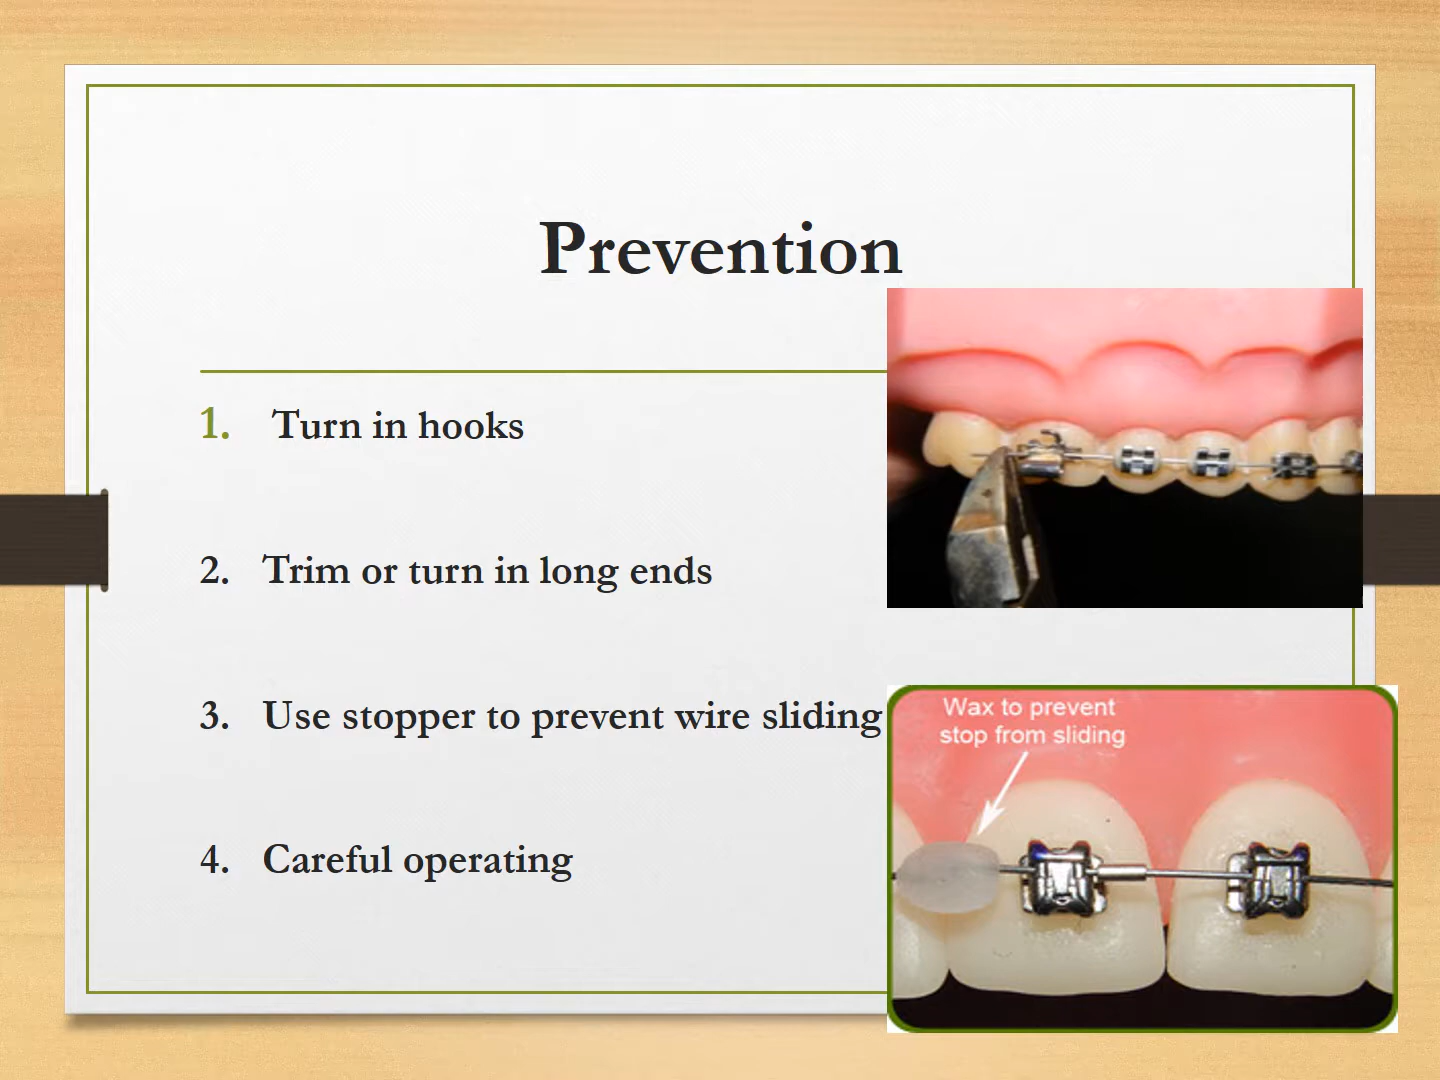 Prevention
1. Turn in hooks
2. Trim or turn in long ends
3. Use stopper to prevent wire sliding
4. Careful operating
Wax to prevent
stop from sliding